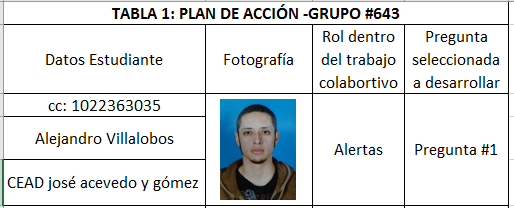 TABLA 1: PLAN DE ACCIÓN -GRUPO #643
Datos Estudiante
Fotografía
Rol dentro
del trabajo
colabortivo
Pregunta
seleccionada
a desarrollar
cc: 1022363035
Alejandro Villalobos
CEAD josé acevedo y gómez
Alertas
Pregunta #1